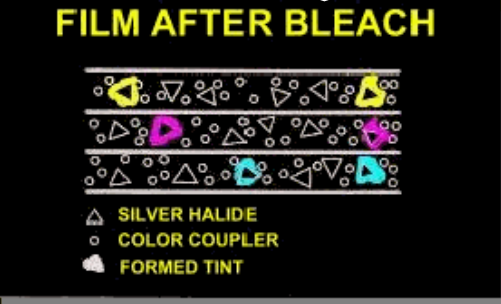 FILM AFTER BLEACH
SILVER HALIDE
COLOR COUPLER
FORMED TINT